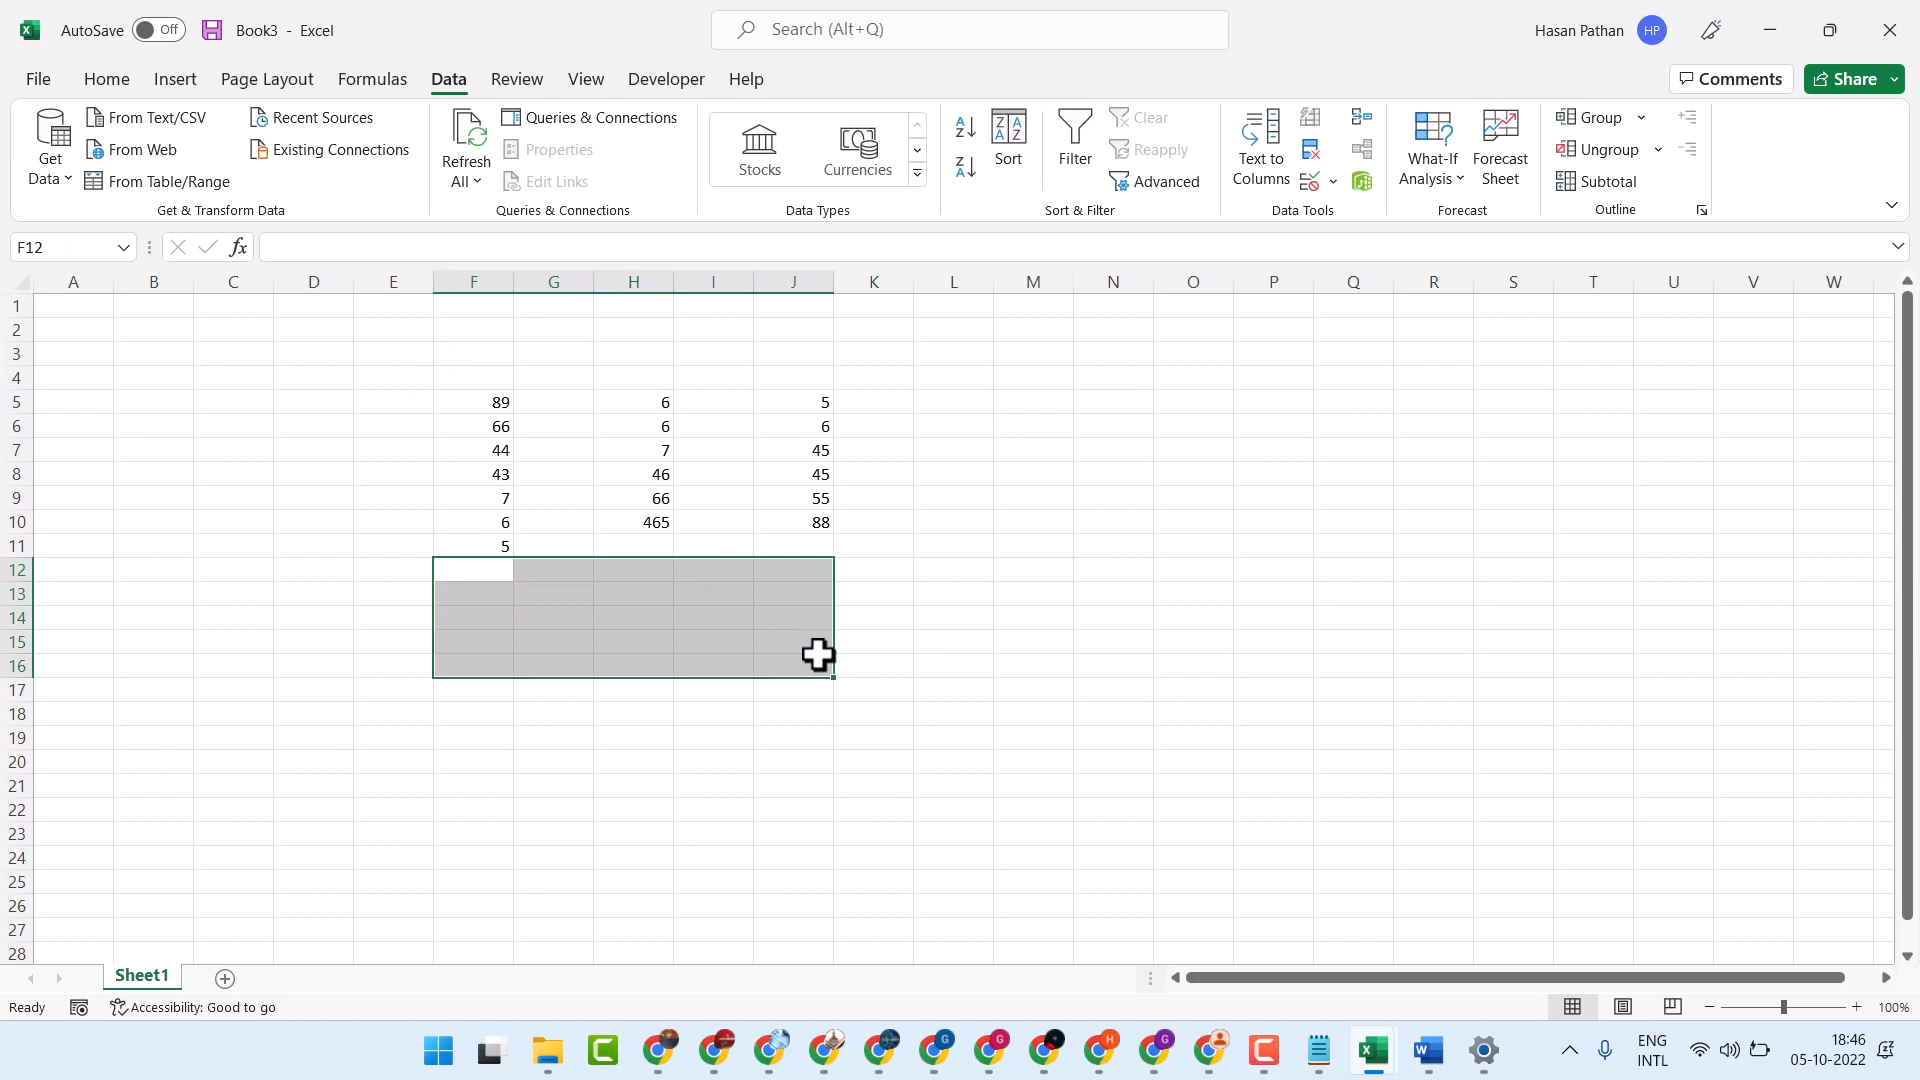 AutoSave Off Book3 - Excel Search (Alt+Q) Hasan Pathan HP
File Home Insert Page Layout Formulas Data Review View Developer Help Comments Share
Get Data
From Text/CSV
From Web
From Table/Range
Recent Sources
Existing Connections
Get & Transform Data
Refresh All
Queries & Connections
Properties
Edit Links
Queries & Connections
Stocks
Currencies
Data Types
Sort
Filter
Clear
Reapply
Advanced
Sort & Filter
Text to Columns
Data Tools
What-If Analysis
Forecast Sheet
Forecast
Group
Ungroup
Subtotal
Outline
F12 fx
A B C D E F G H I J K L M N O P Q R S T U V W
1
2
3
4
5 89 6 5
6 66 6 6
7 44 7 45
8 43 46 45
9 7 66 55
10 6 465 88
11 5
12
13
14
15
16
17
18
19
20
21
22
23
24
25
26
27
28
Sheet1
Ready Accessibility: Good to go 100%
ENG INTL
18:46
05-10-2022